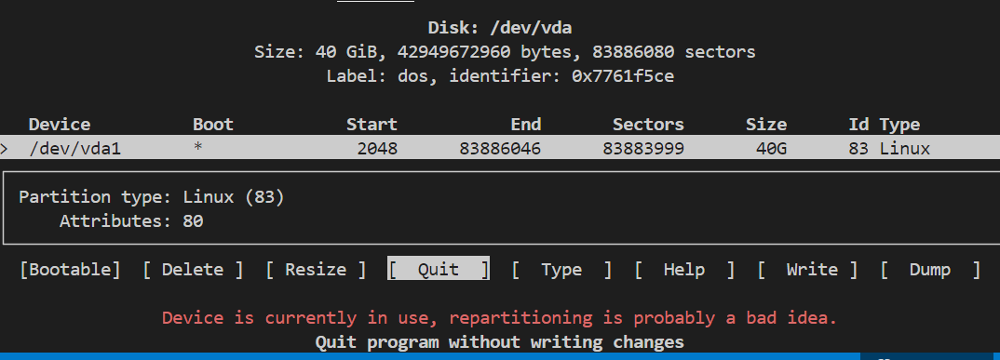 Disk: /dev/vda
Size: 40 GiB, 42949672960 bytes, 83886080 sectors
Label: dos, identifier: 0x7761f5ce
Device Boot Start End Sectors Size Id Type
> /dev/vda1 * 2048 83886046 83883999 40G 83 Linux
Partition type: Linux (83)
Attributes: 80
[Bootable] [ Delete ] [ Resize ] [ Quit ] [ Type ] [ Help ] [ Write ] [ Dump ]
Device is currently in use, repartitioning is probably a bad idea.
Quit program without writing changes